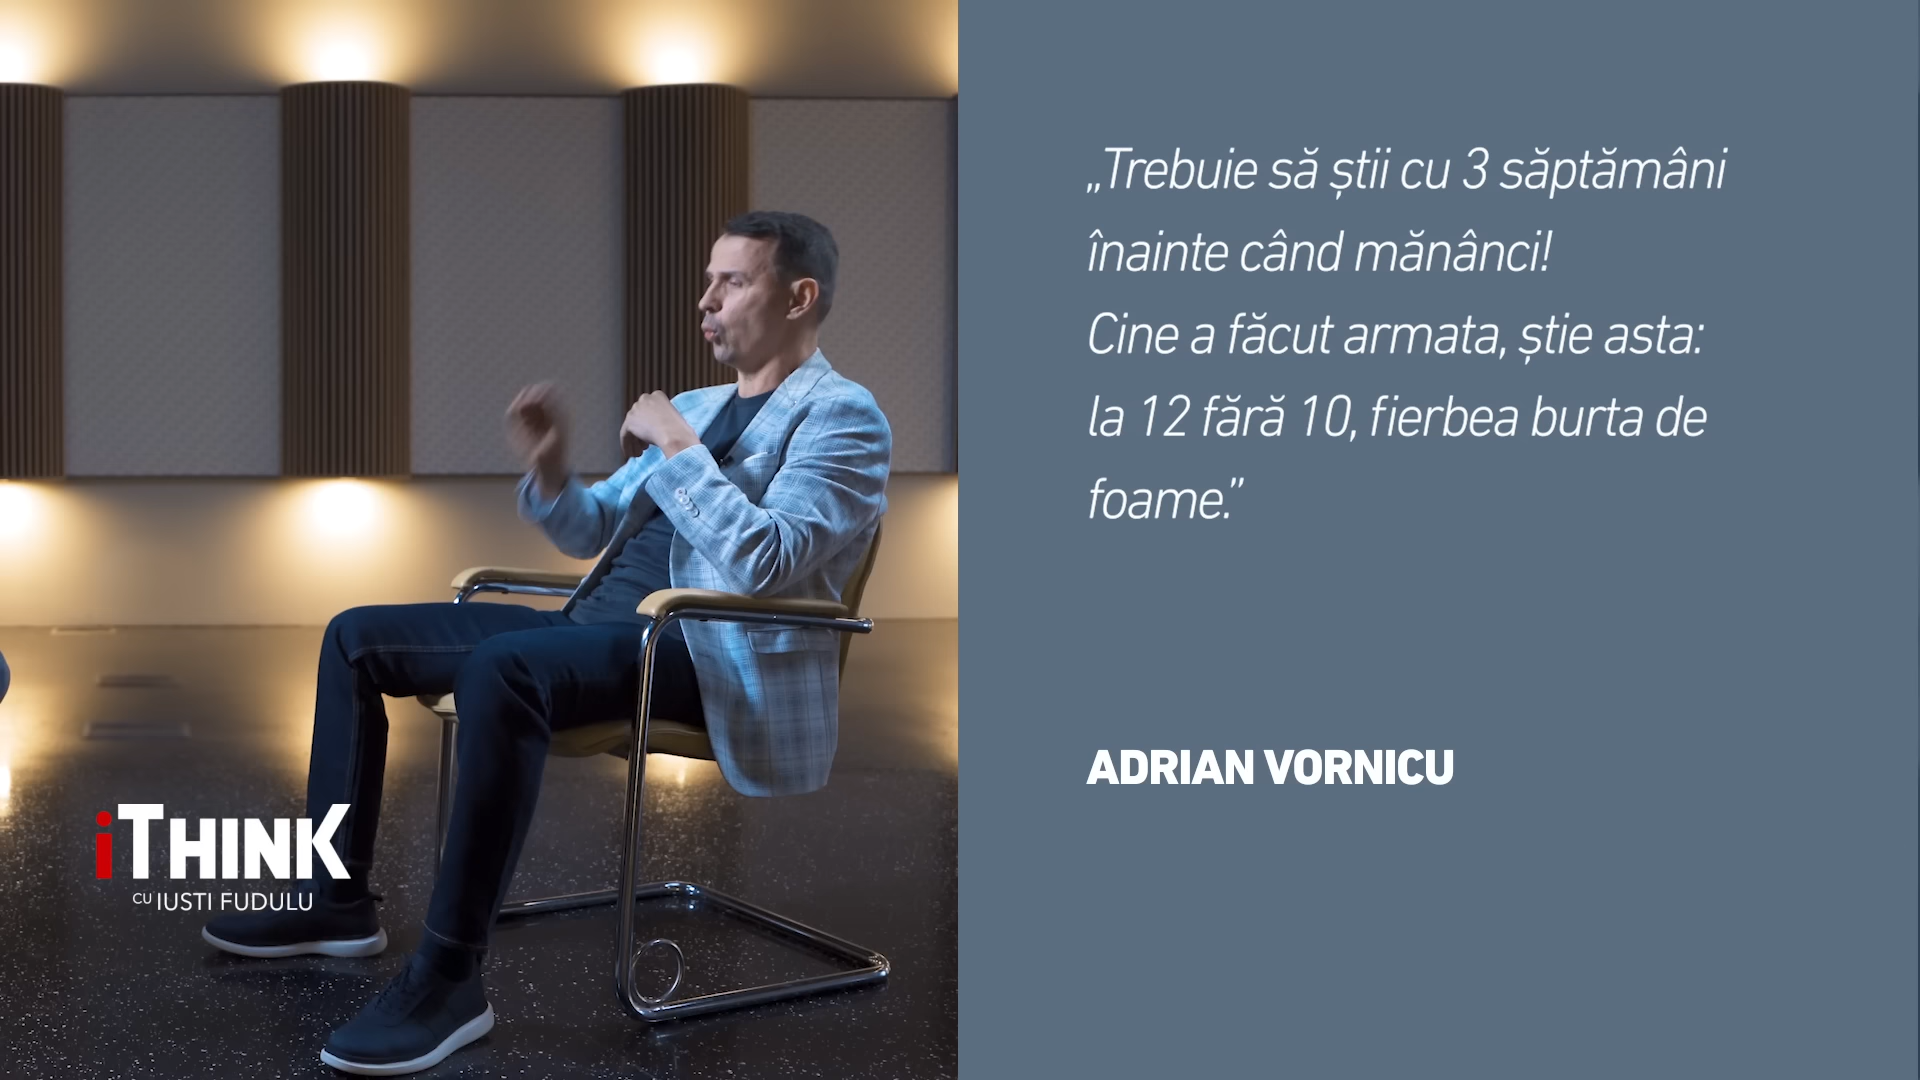 „Trebuie să știi cu 3 săptămâni
înainte când mănânci!
Cine a făcut armata, știe asta:
la 12 fără 10, fierbea burta de
foame.”
ADRIAN VORNICU
iTHINK
CU IUSTI FUDULU